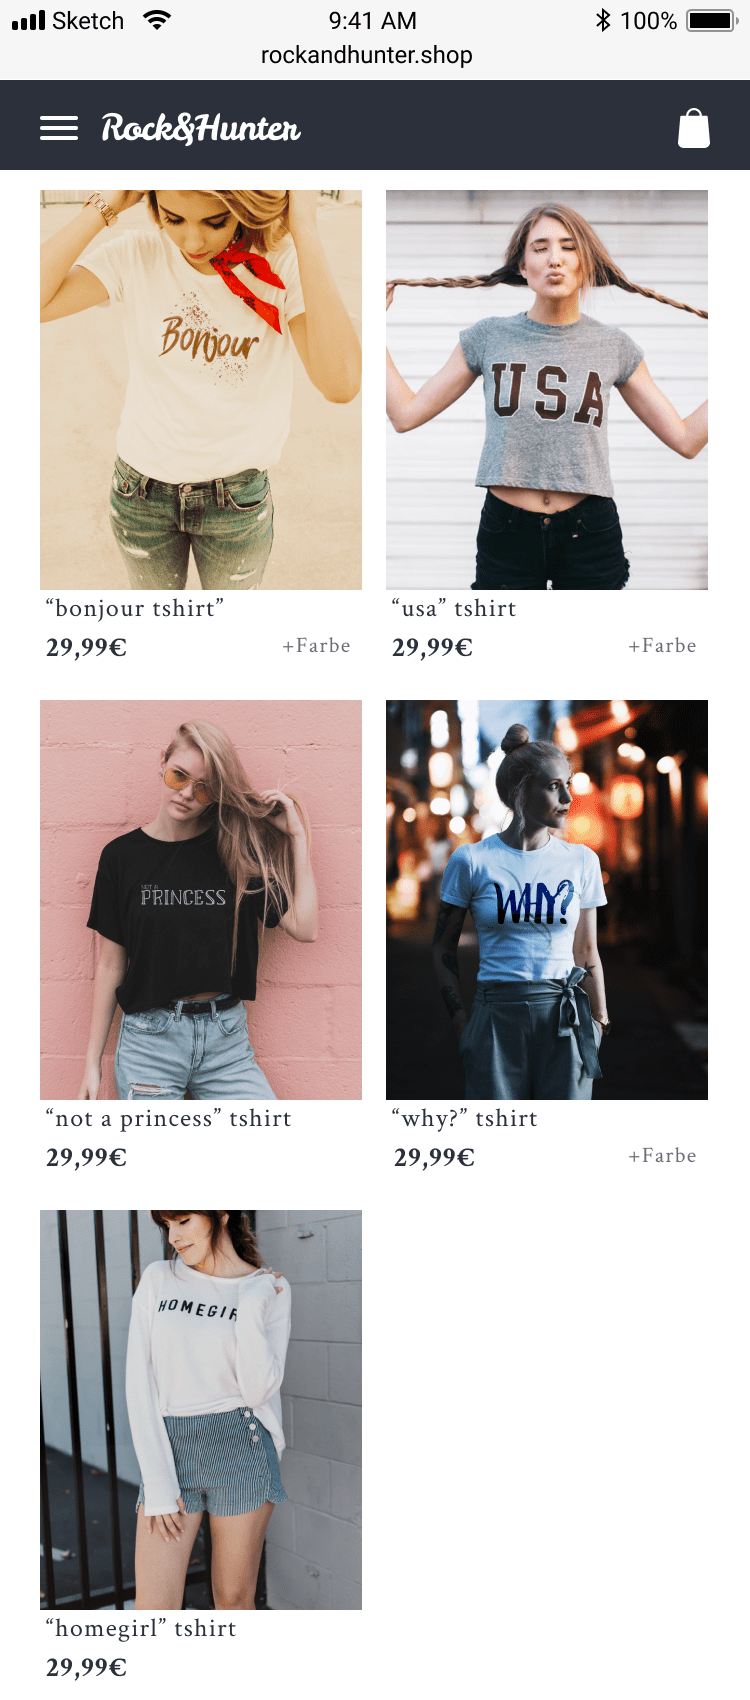 Sketch 9:41 AM 100%
rockandhunter.shop
Rock&Hunter
Bonjour
USA
“bonjour tshirt” “usa” tshirt
29,99€ +Farbe 29,99€ +Farbe
NOT A
PRINCESS
WHY?
“not a princess” tshirt “why?” tshirt
29,99€ 29,99€ +Farbe
HOMEGIR
“homegirl” tshirt
29,99€